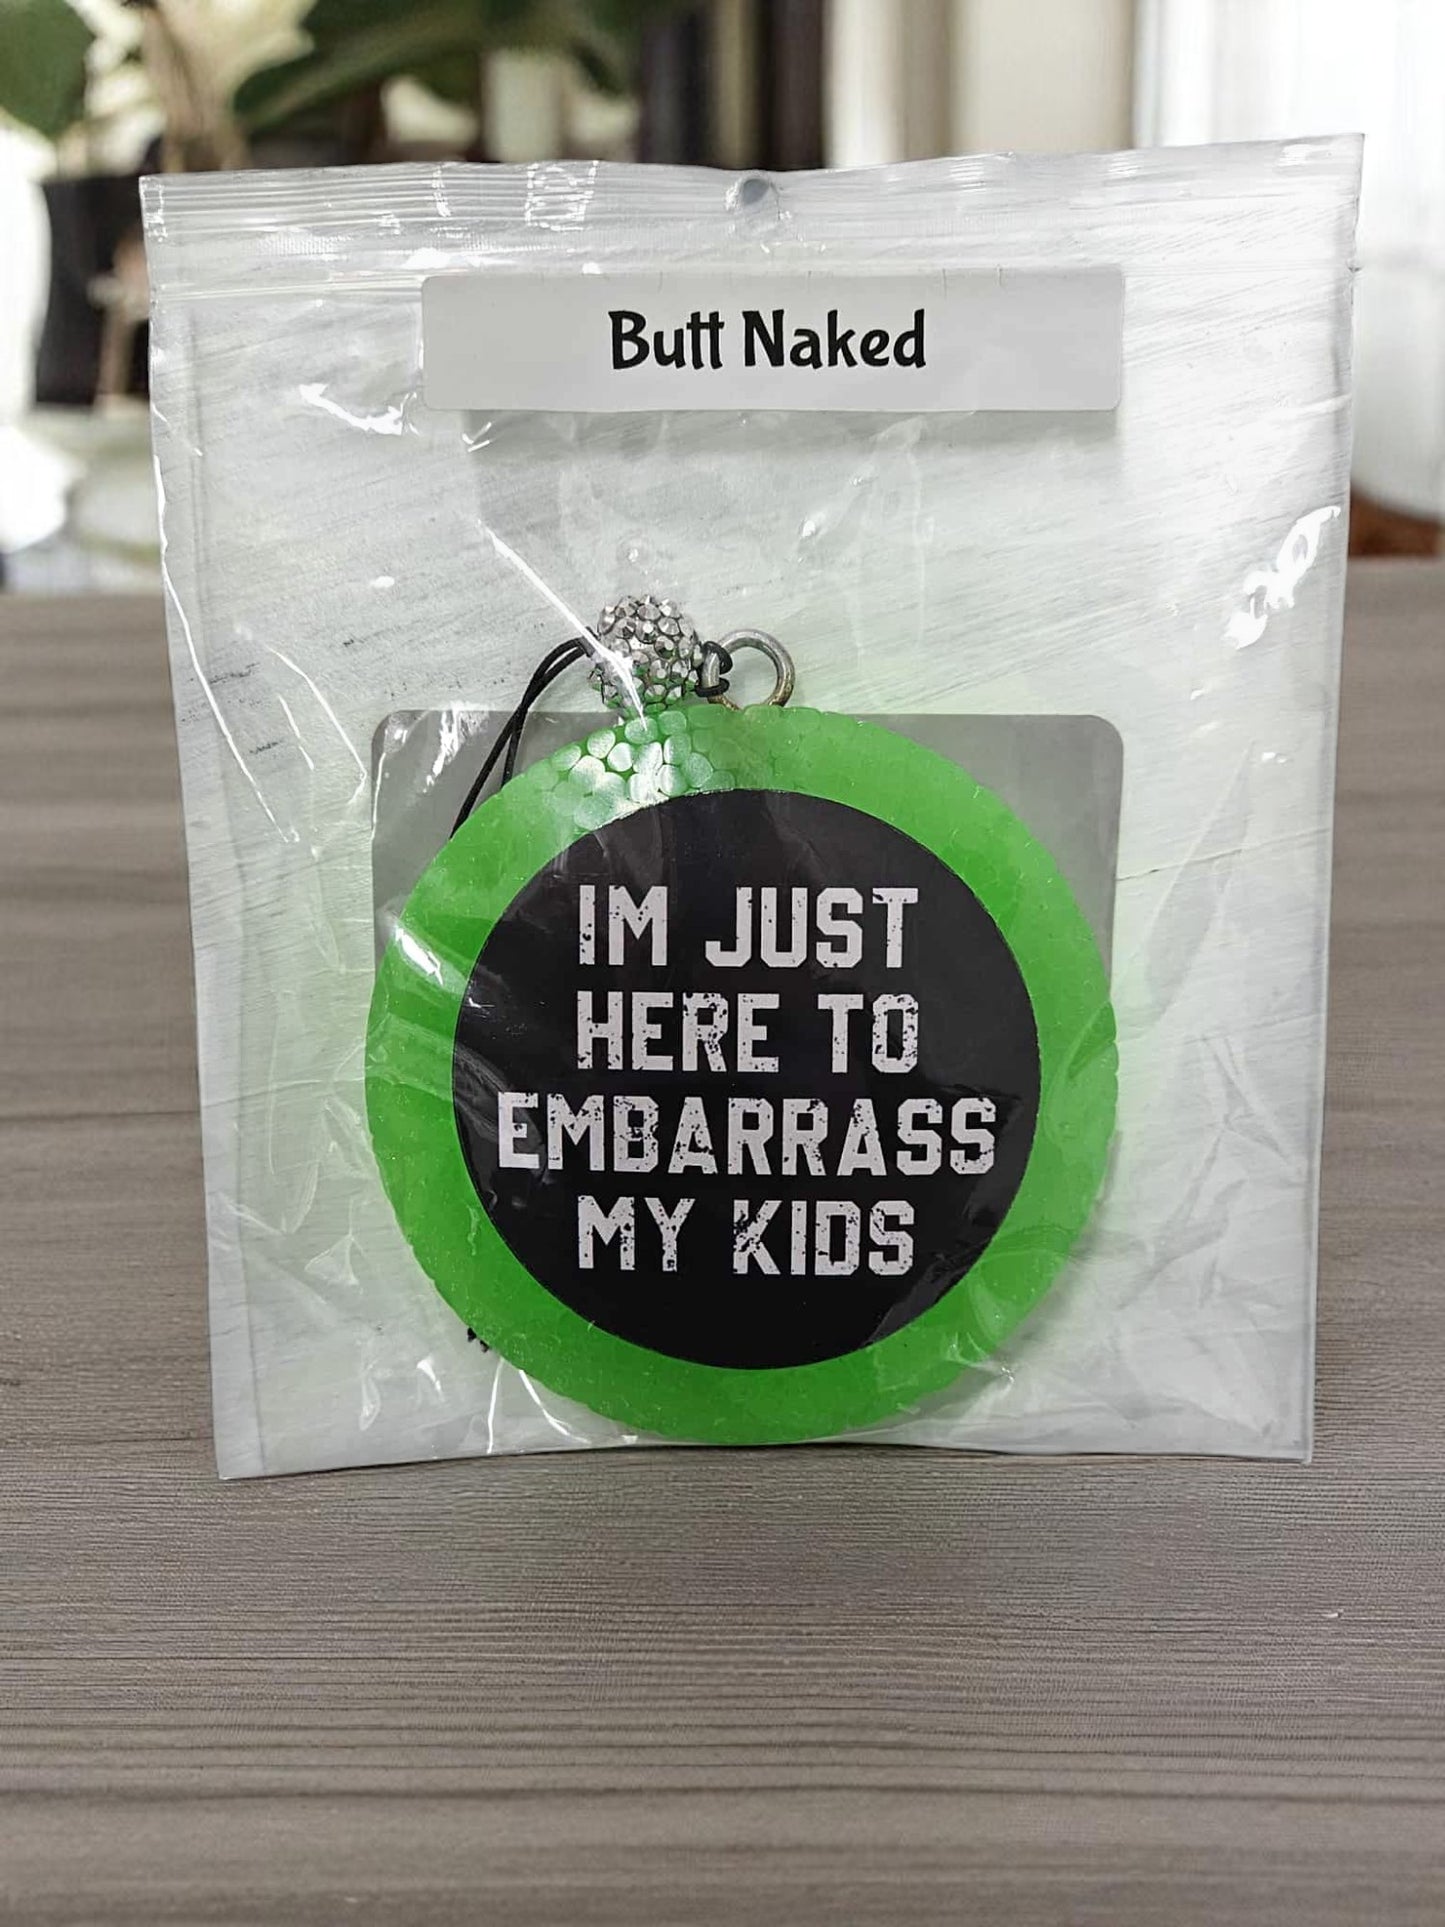 Butt Naked
IM JUST
HERE TO
EMBARRASS
MY KIDS